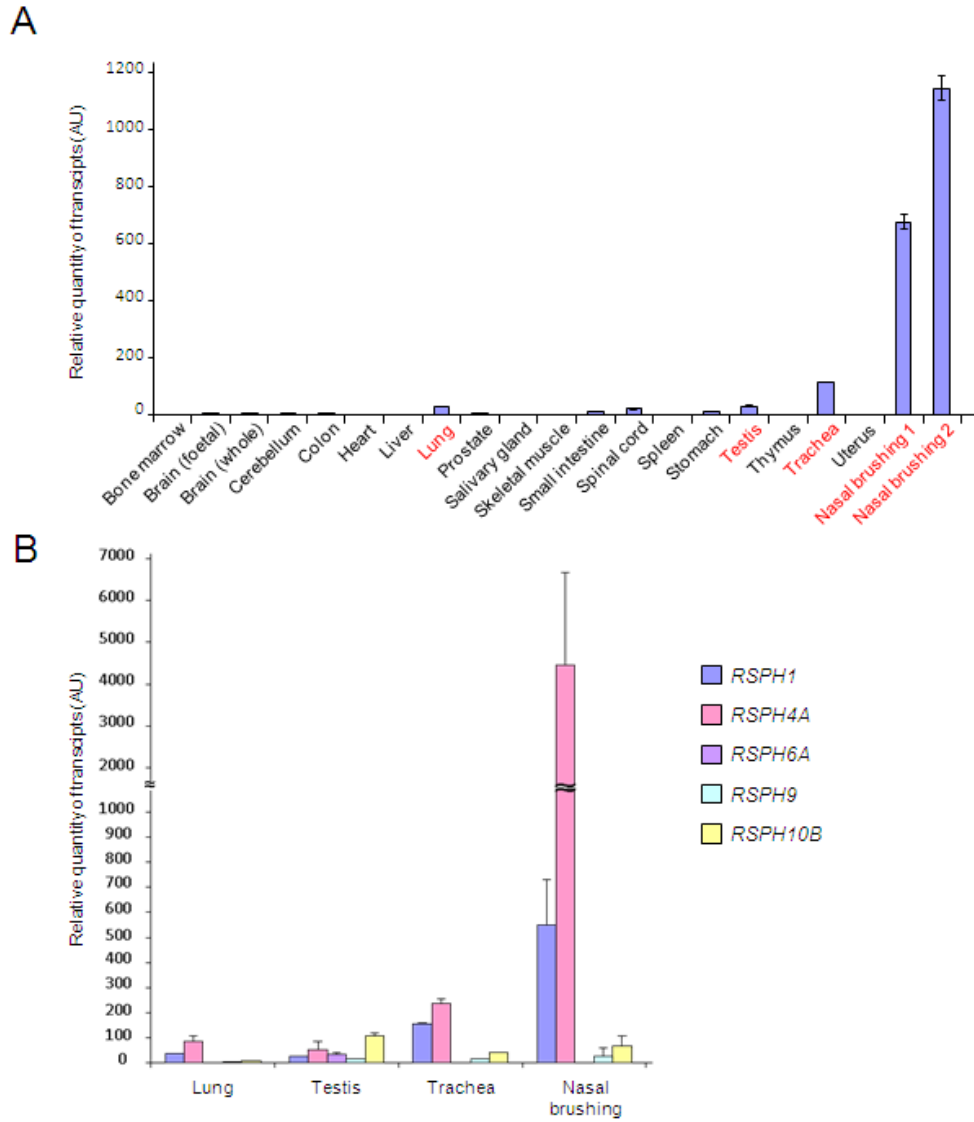 A
Relative quantity of transcipts (AU)
1200
1000
800
600
400
200
0
Bone marrow
Brain (foetal)
Brain (whole)
Cerebellum
Colon
Heart
Liver
Lung
Prostate
Salivary gland
Skeletal muscle
Small intestine
Spinal cord
Spleen
Stomach
Testis
Thymus
Trachea
Uterus
Nasal brushing 1
Nasal brushing 2
B
Relative quantity of transcripts (AU)
7000
6000
5000
4000
3000
2000
1000
900
800
700
600
500
400
300
200
100
0
Lung
Testis
Trachea
Nasal
brushing
RSPH1
RSPH4A
RSPH6A
RSPH9
RSPH10B